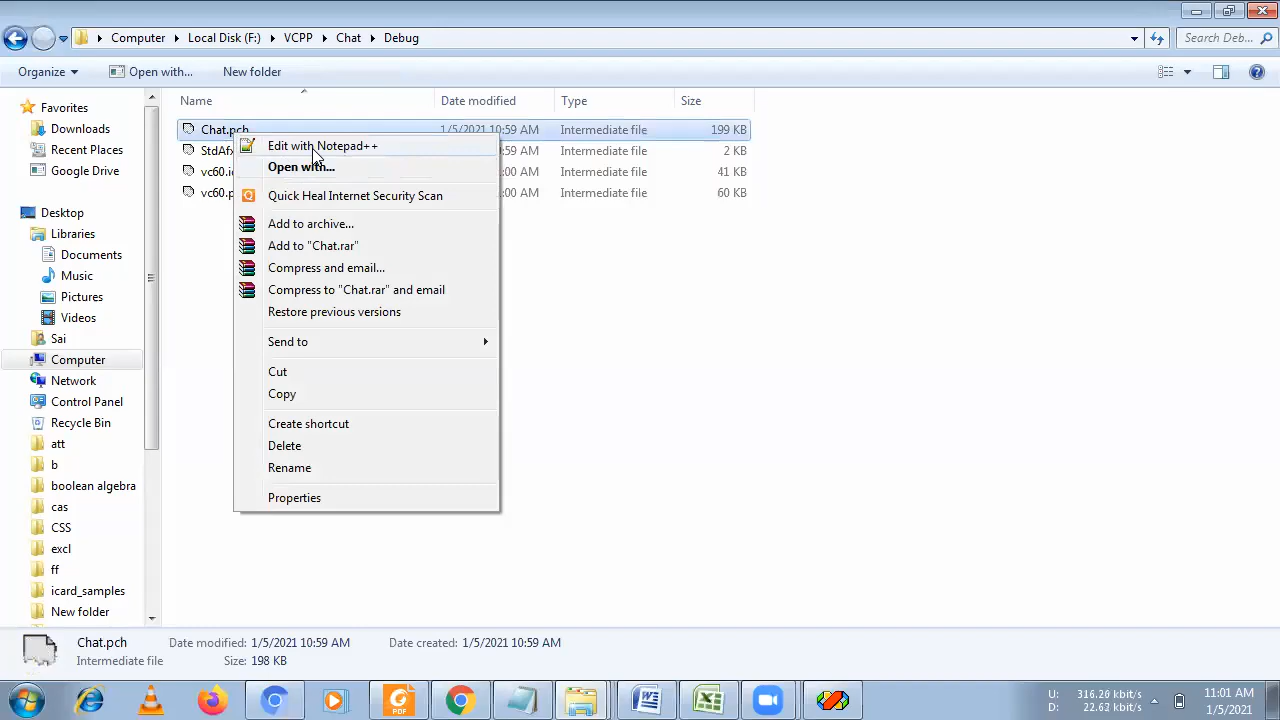 Computer Local Disk (F:) VCPP Chat Debug Search Deb...
Organize Open with... New folder
Name Date modified Type Size
Chat.pch 1/5/2021 10:59 AM Intermediate file 199 KB
:59 AM Intermediate file 2 KB
:00 AM Intermediate file 41 KB
:00 AM Intermediate file 60 KB
StdAf
vc60.i
vc60.p
Edit with Notepad++
Open with...
Quick Heal Internet Security Scan
Add to archive...
Add to "Chat.rar"
Compress and email...
Compress to "Chat.rar" and email
Restore previous versions
Send to
Cut
Copy
Create shortcut
Delete
Rename
Properties
Favorites
Downloads
Recent Places
Google Drive
Desktop
Libraries
Documents
Music
Pictures
Videos
Sai
Computer
Network
Control Panel
Recycle Bin
att
b
boolean algebra
cas
CSS
excl
ff
icard_samples
New folder
Chat.pch Date modified: 1/5/2021 10:59 AM Date created: 1/5/2021 10:59 AM
Intermediate file Size: 198 KB
PDF
U: 316.20 kbit/s
D: 22.62 kbit/s
11:01 AM
1/5/2021